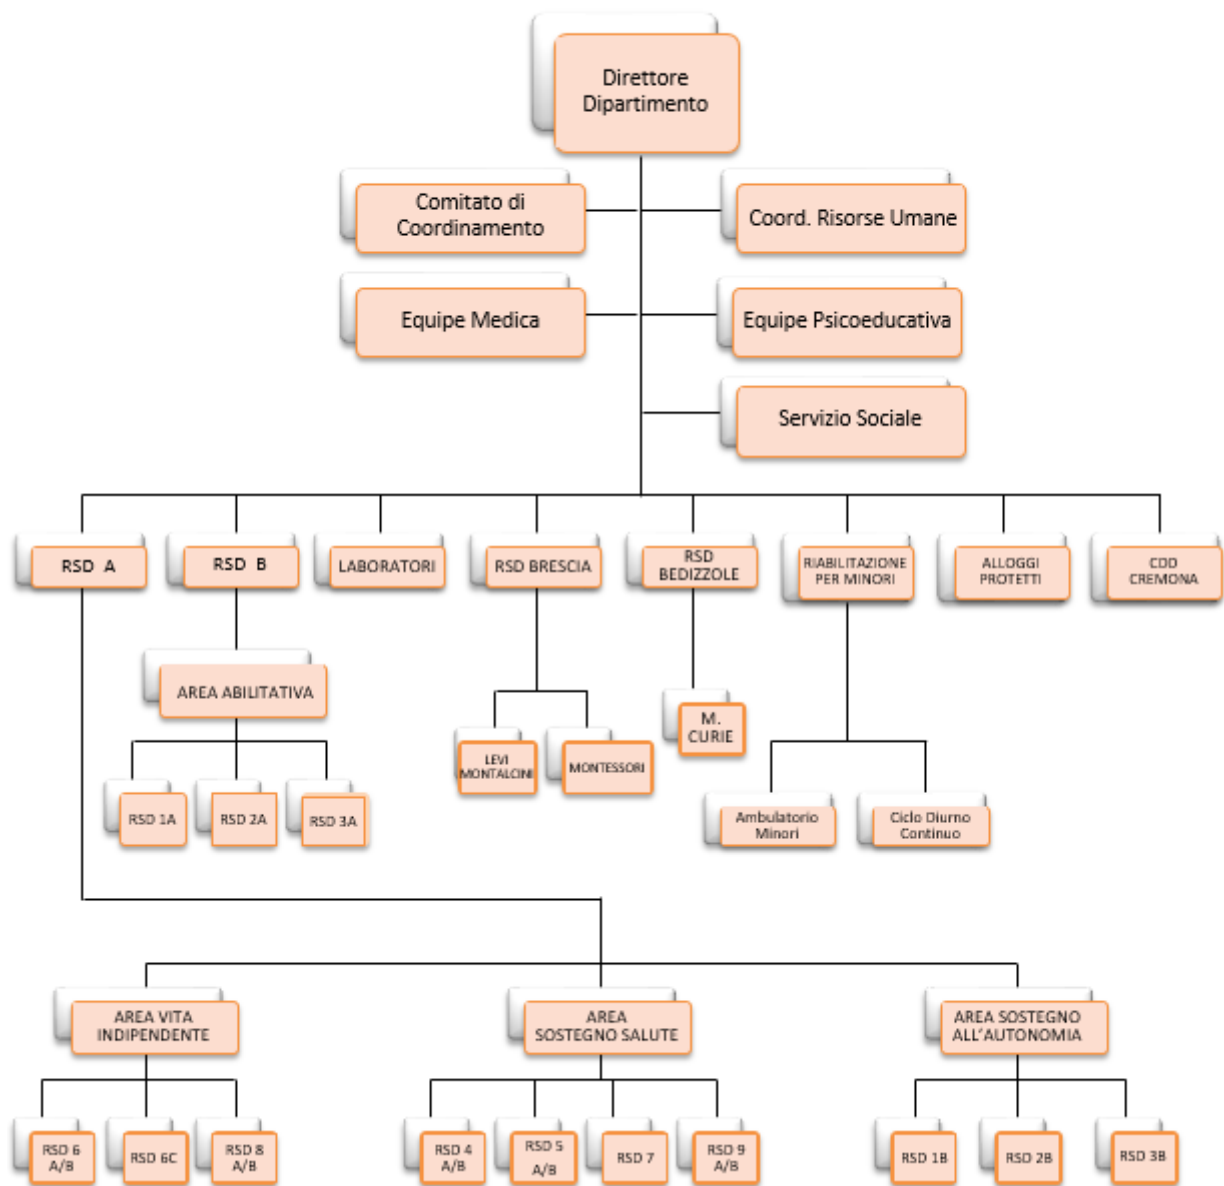 Direttore
Dipartimento
Comitato di
Coordinamento
Coord. Risorse Umane
Equipe Medica
Equipe Psicoeducativa
Servizio Sociale
RSD A
RSD B
LABORATORI
RSD BRESCIA
RSD
BEDIZZOLE
RIABILITAZIONE
PER MINORI
ALLOGGI
PROTETTI
CDD
CREMONA
AREA ABILITATIVA
LEVI
MONTALCINI
MONTESSORI
M.
CURIE
RSD 1A
RSD 2A
RSD 3A
Ambulatorio
Minori
Ciclo Diurno
Continuo
AREA VITA
INDIPENDENTE
AREA
SOSTEGNO SALUTE
AREA SOSTEGNO
ALL'AUTONOMIA
RSD 6
A/B
RSD 6C
RSD 8
A/B
RSD 4
A/B
RSD 5
A/B
RSD 7
RSD 9
A/B
RSD 1B
RSD 2B
RSD 3B